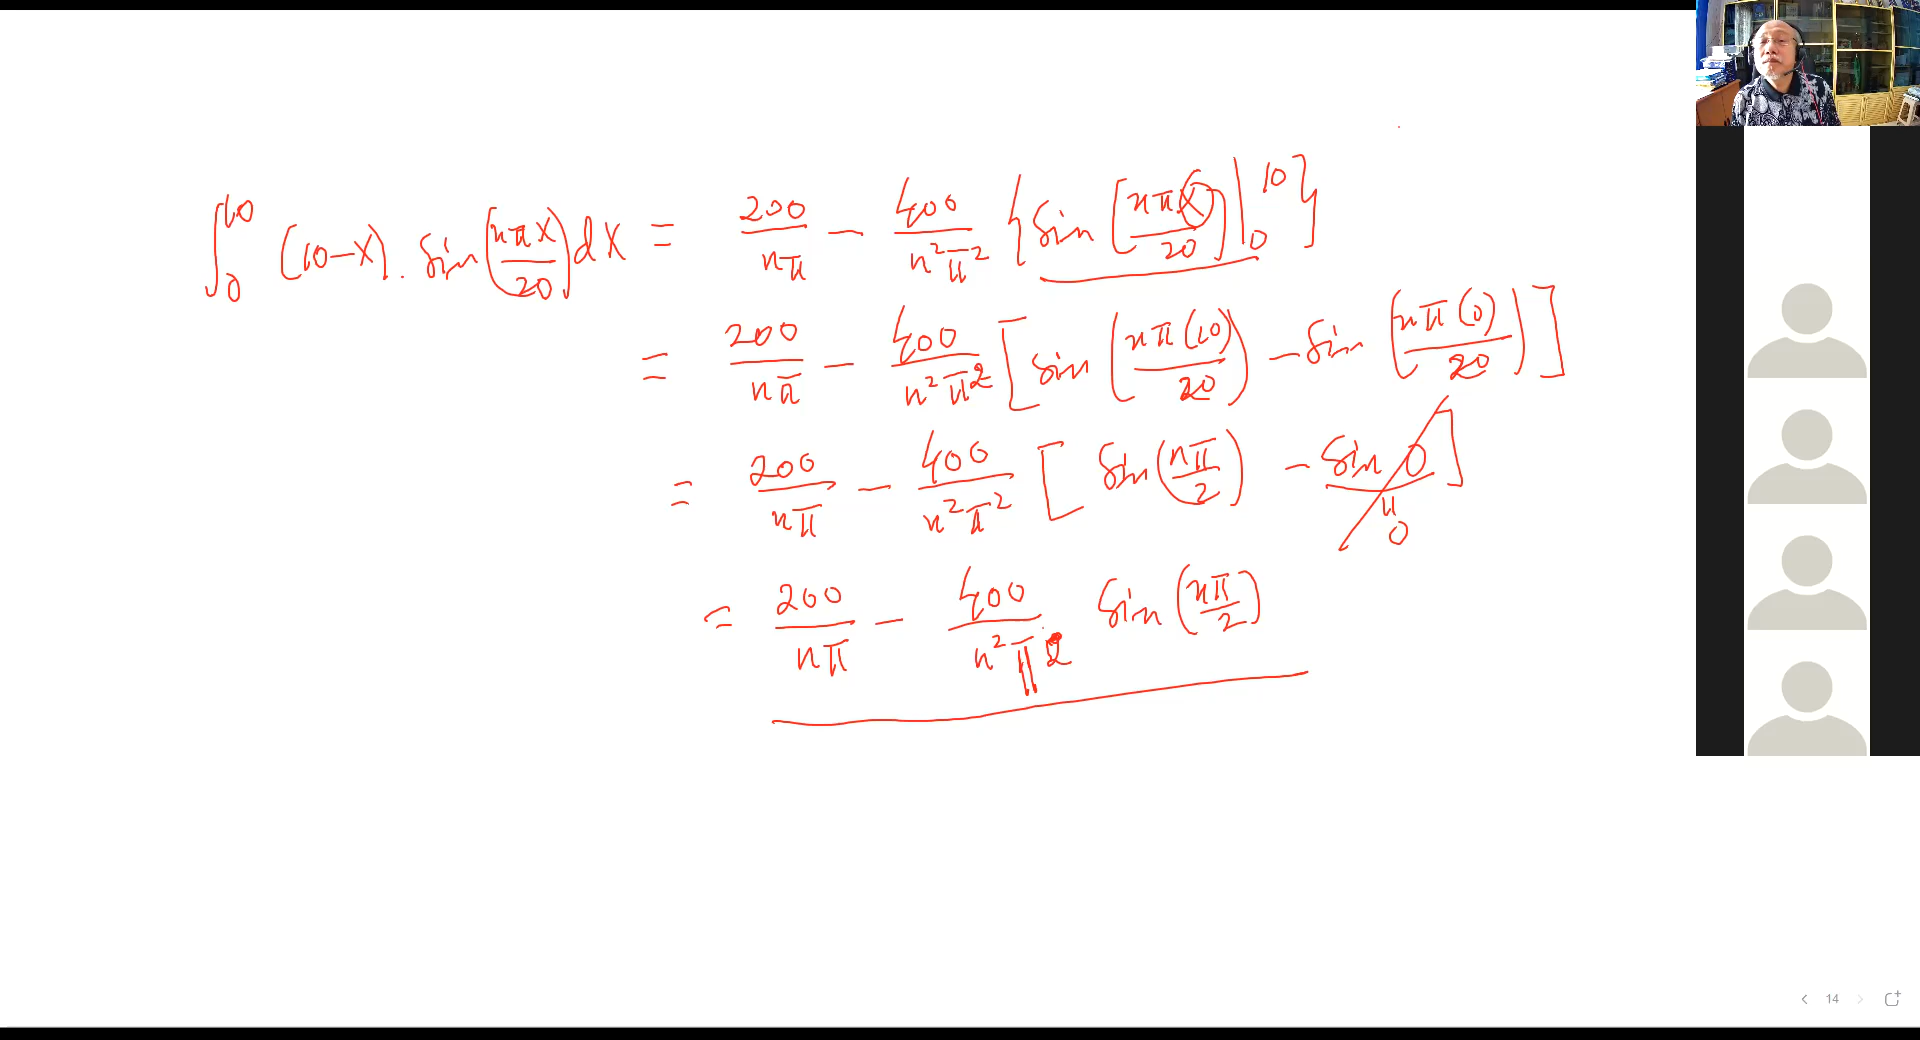 ∫₀¹⁰ (10−x) . sin(nπx/20) dx = 200/nπ − 400/n²π² {sin[nπx/20]|₀¹⁰}
= 200/nπ − 400/n²π² [sin(nπ(10)/20) − sin(nπ(0)/20)]
= 200/nπ − 400/n²π² [sin(nπ/2) − sin 0]
0
= 200/nπ − 400/n²π² sin(nπ/2)
14